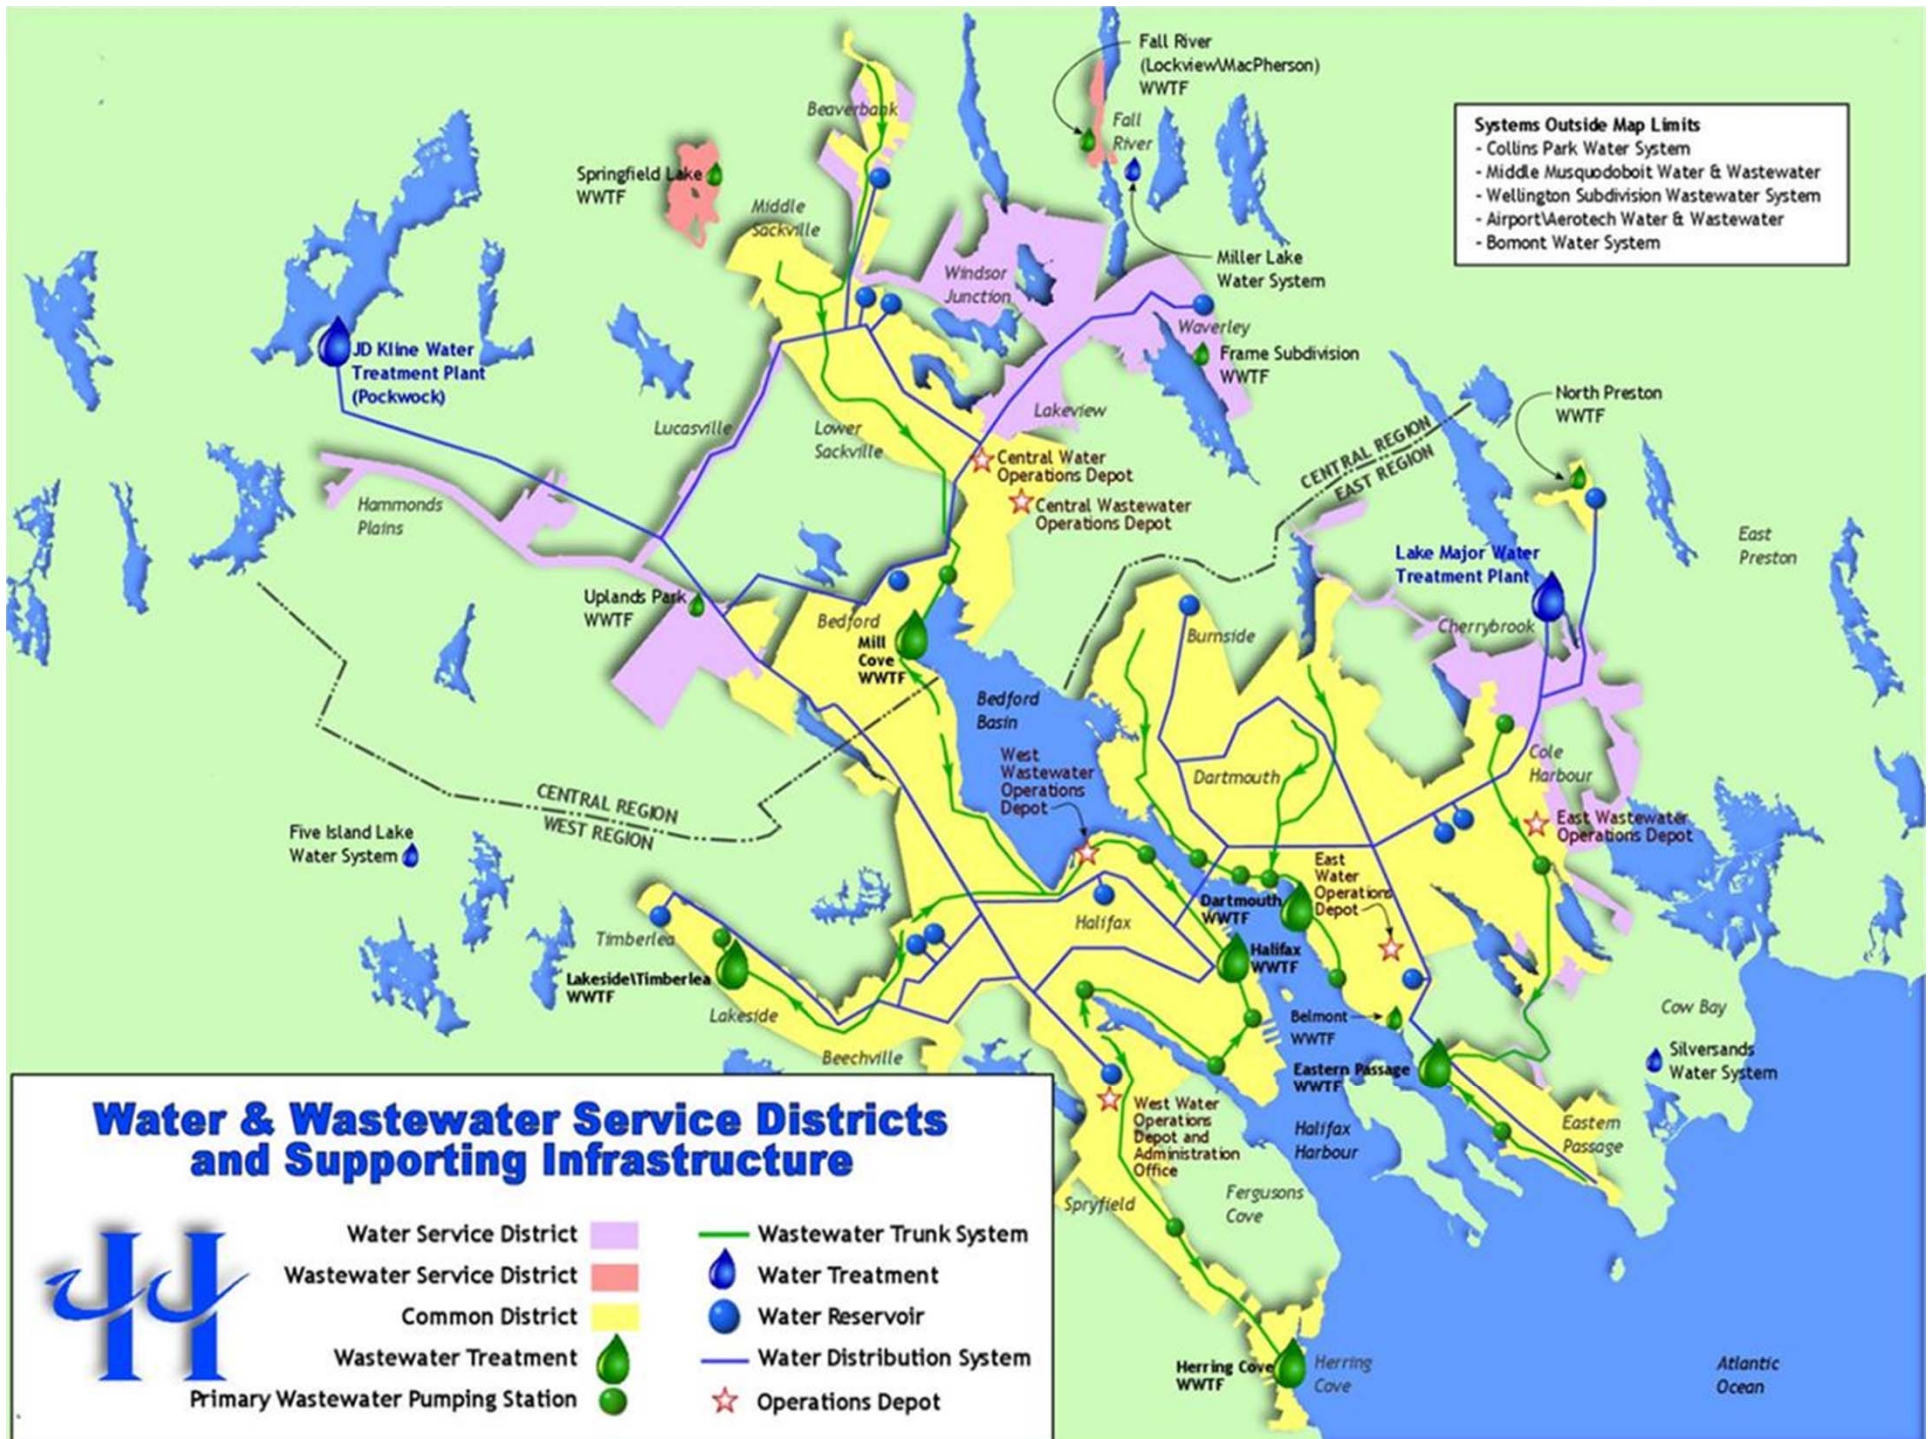 Fall River
(Lockview\MacPherson)
WWTF
Beaverbank
Fall
River
Systems Outside Map Limits
- Collins Park Water System
- Middle Musquodoboit Water & Wastewater
- Wellington Subdivision Wastewater System
- Airport\Aerotech Water & Wastewater
- Bomont Water System
Springfield Lake
WWTF
Middle
Sackville
Miller Lake
Water System
Windsor
Junction
Waverley
Frame Subdivision
WWTF
JD Kline Water
Treatment Plant
(Pockwock)
North Preston
WWTF
Lakeview
Lucasville
Lower
Sackville
CENTRAL REGION
EAST REGION
Central Water
Operations Depot
Central Wastewater
Operations Depot
Hammonds
Plains
East
Preston
Lake Major Water
Treatment Plant
Uplands Park
WWTF
Bedford
Mill
Cove
WWTF
Burnside
Cherrybrook
Bedford
Basin
West
Wastewater
Operations
Depot
Dartmouth
Cole
Harbour
CENTRAL REGION
WEST REGION
Five Island Lake
Water System
East Wastewater
Operations Depot
East
Water
Operations
Depot
Dartmouth
WWTF
Halifax
Timberlea
Halifax
WWTF
Lakeside\Timberlea
WWTF
Lakeside
Beechville
Belmont
WWTF
Cow Bay
Silversands
Water System
Eastern Passage
WWTF
West Water
Operations
Depot and
Administration
Office
Halifax
Harbour
Eastern
Passage
Spryfield
Fergusons
Cove
Herring Cove
WWTF
Herring
Cove
Atlantic
Ocean
Water & Wastewater Service Districts
and Supporting Infrastructure
Water Service District
Wastewater Service District
Common District
Wastewater Treatment
Primary Wastewater Pumping Station
Wastewater Trunk System
Water Treatment
Water Reservoir
Water Distribution System
Operations Depot